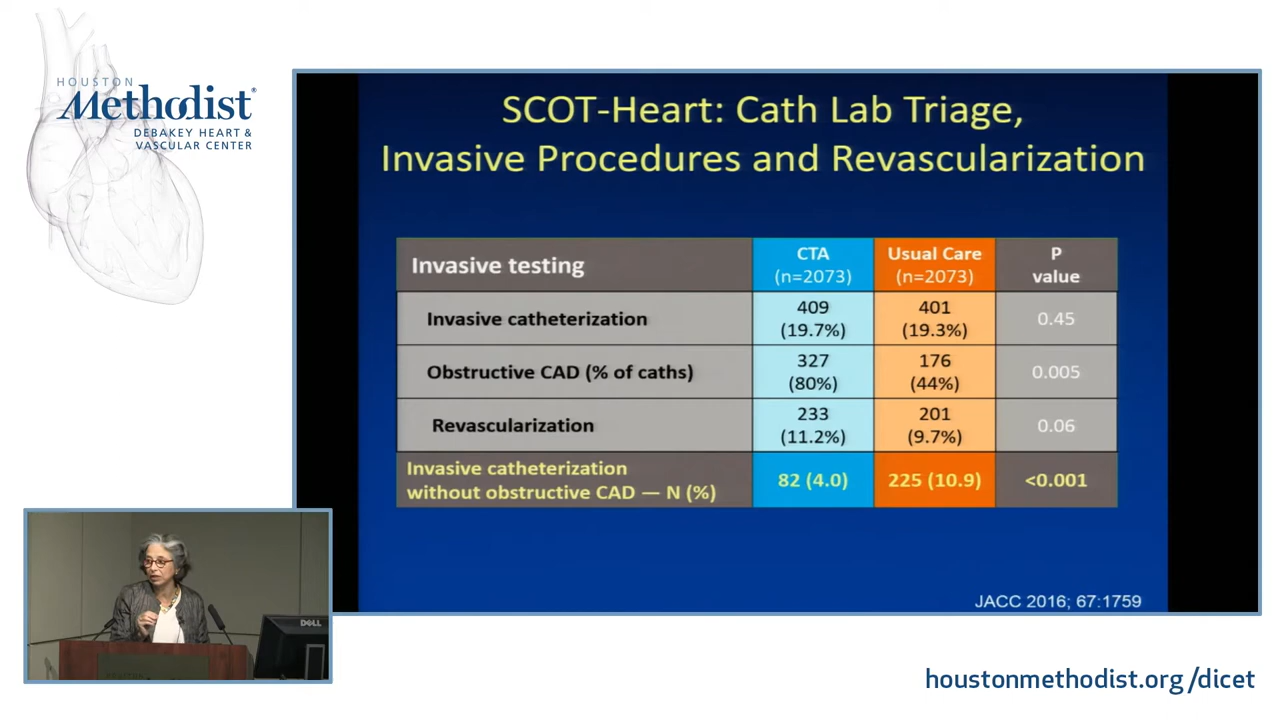 HOUSTON
Methodist®
DEBAKEY HEART &
VASCULAR CENTER
SCOT-Heart: Cath Lab Triage,
Invasive Procedures and Revascularization
Invasive testing
CTA
(n=2073)
Usual Care
(n=2073)
P
value
Invasive catheterization
409
(19.7%)
401
(19.3%)
0.45
Obstructive CAD (% of caths)
327
(80%)
176
(44%)
0.005
Revascularization
233
(11.2%)
201
(9.7%)
0.06
Invasive catheterization
without obstructive CAD — N (%)
82 (4.0)
225 (10.9)
<0.001
JACC 2016; 67:1759
DELL
houstonmethodist.org/dicet